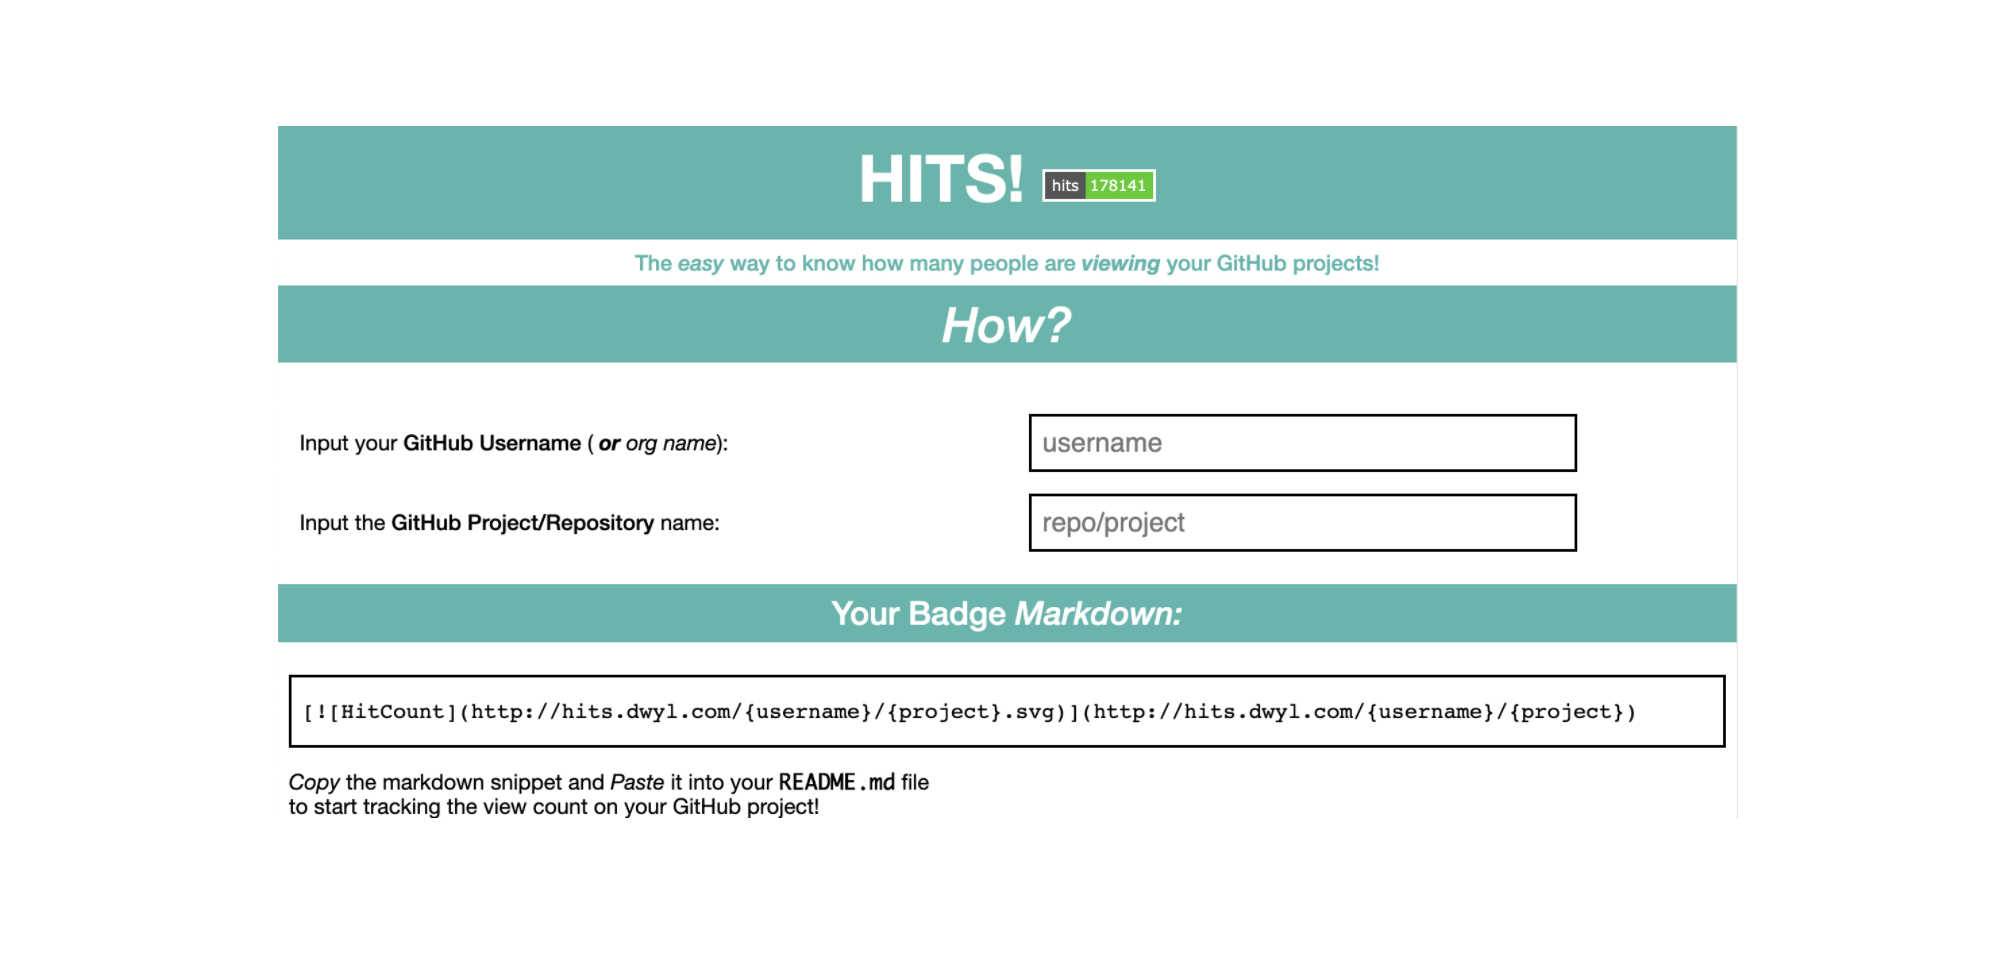 HITS! hits 178141
The easy way to know how many people are viewing your GitHub projects!
How?
Input your GitHub Username ( or org name):
username
Input the GitHub Project/Repository name:
repo/project
Your Badge Markdown:
[![HitCount](http://hits.dwyl.com/{username}/{project}.svg)](http://hits.dwyl.com/{username}/{project})
Copy the markdown snippet and Paste it into your README.md file
to start tracking the view count on your GitHub project!